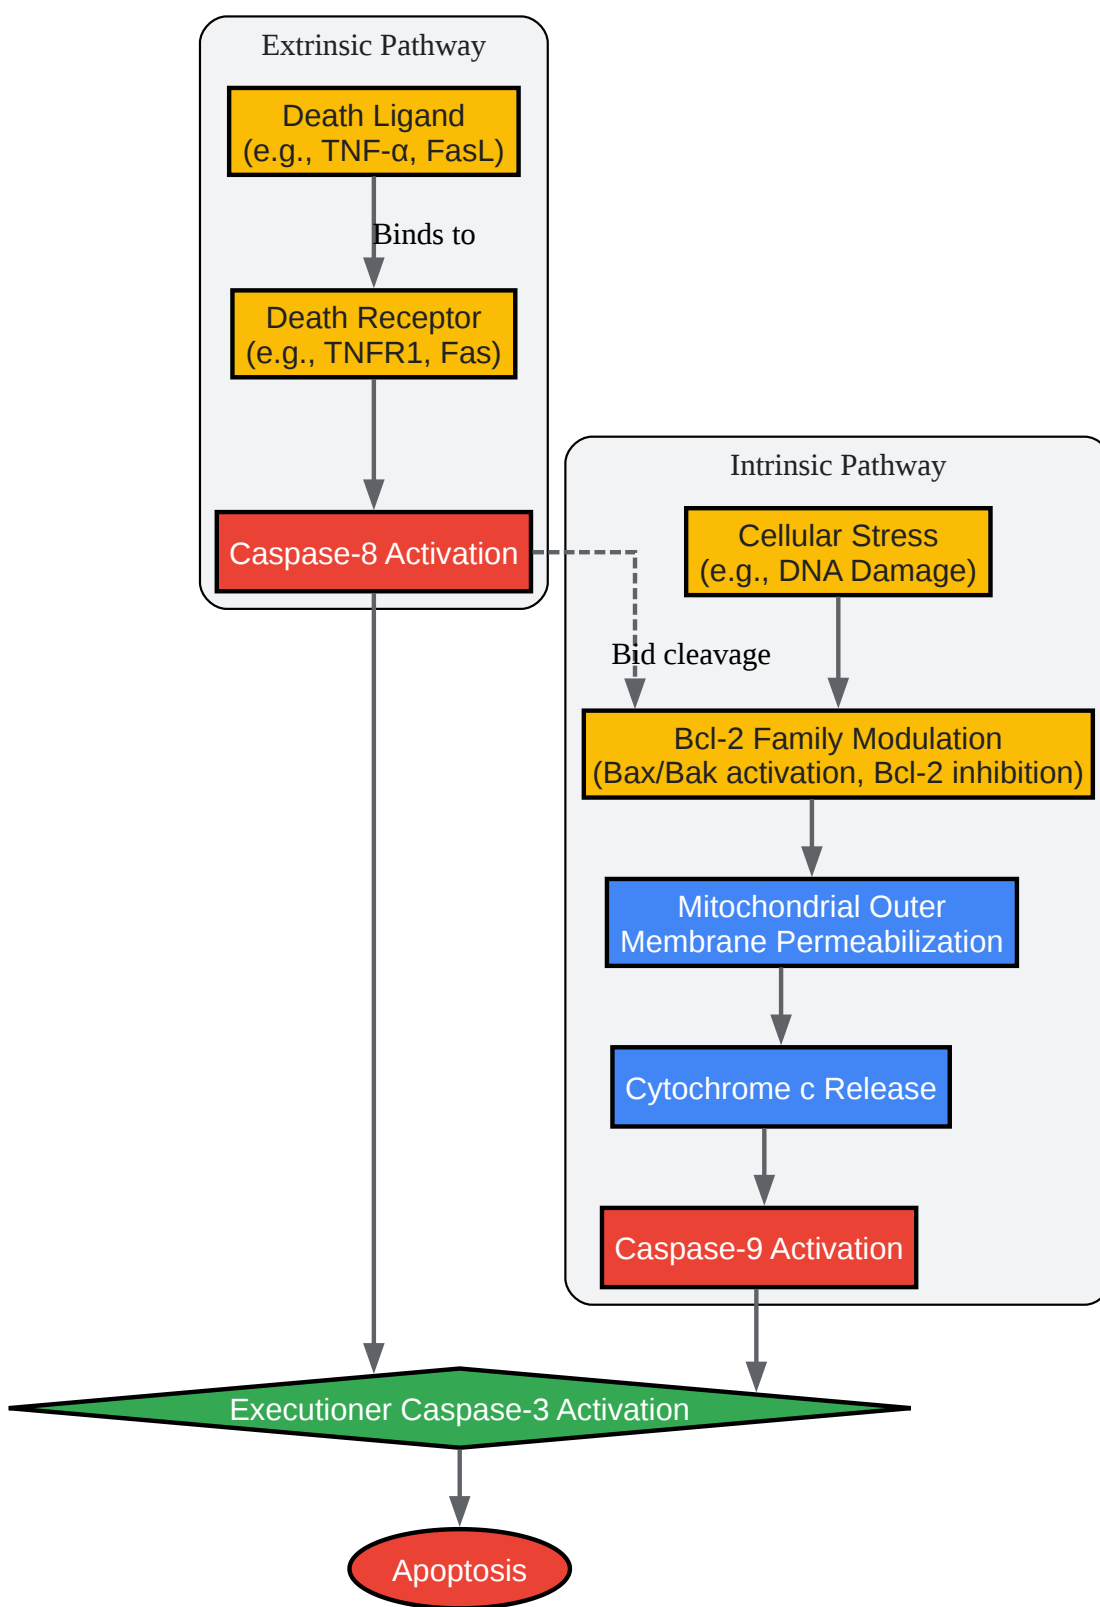 Extrinsic Pathway
Death Ligand
(e.g., TNF-α, FasL)
Binds to
Death Receptor
(e.g., TNFR1, Fas)
Caspase-8 Activation
Intrinsic Pathway
Cellular Stress
(e.g., DNA Damage)
Bid cleavage
Bcl-2 Family Modulation
(Bax/Bak activation, Bcl-2 inhibition)
Mitochondrial Outer
Membrane Permeabilization
Cytochrome c Release
Caspase-9 Activation
Executioner Caspase-3 Activation
Apoptosis